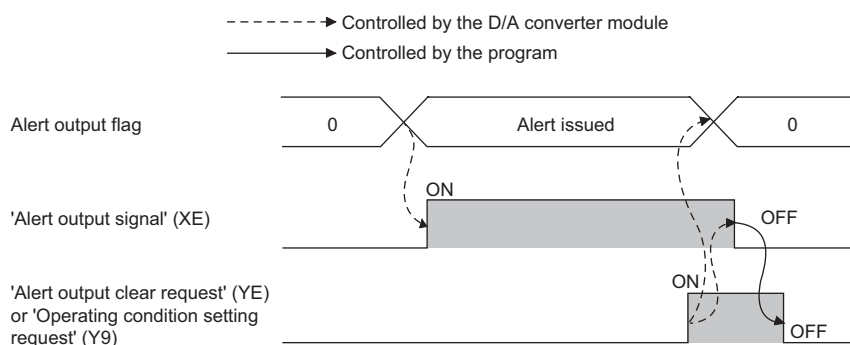 Controlled by the D/A converter module
Controlled by the program
Alert output flag
0
Alert issued
0
ON
'Alert output signal' (XE)
OFF
ON
'Alert output clear request' (YE)
or 'Operating condition setting
request' (Y9)
OFF